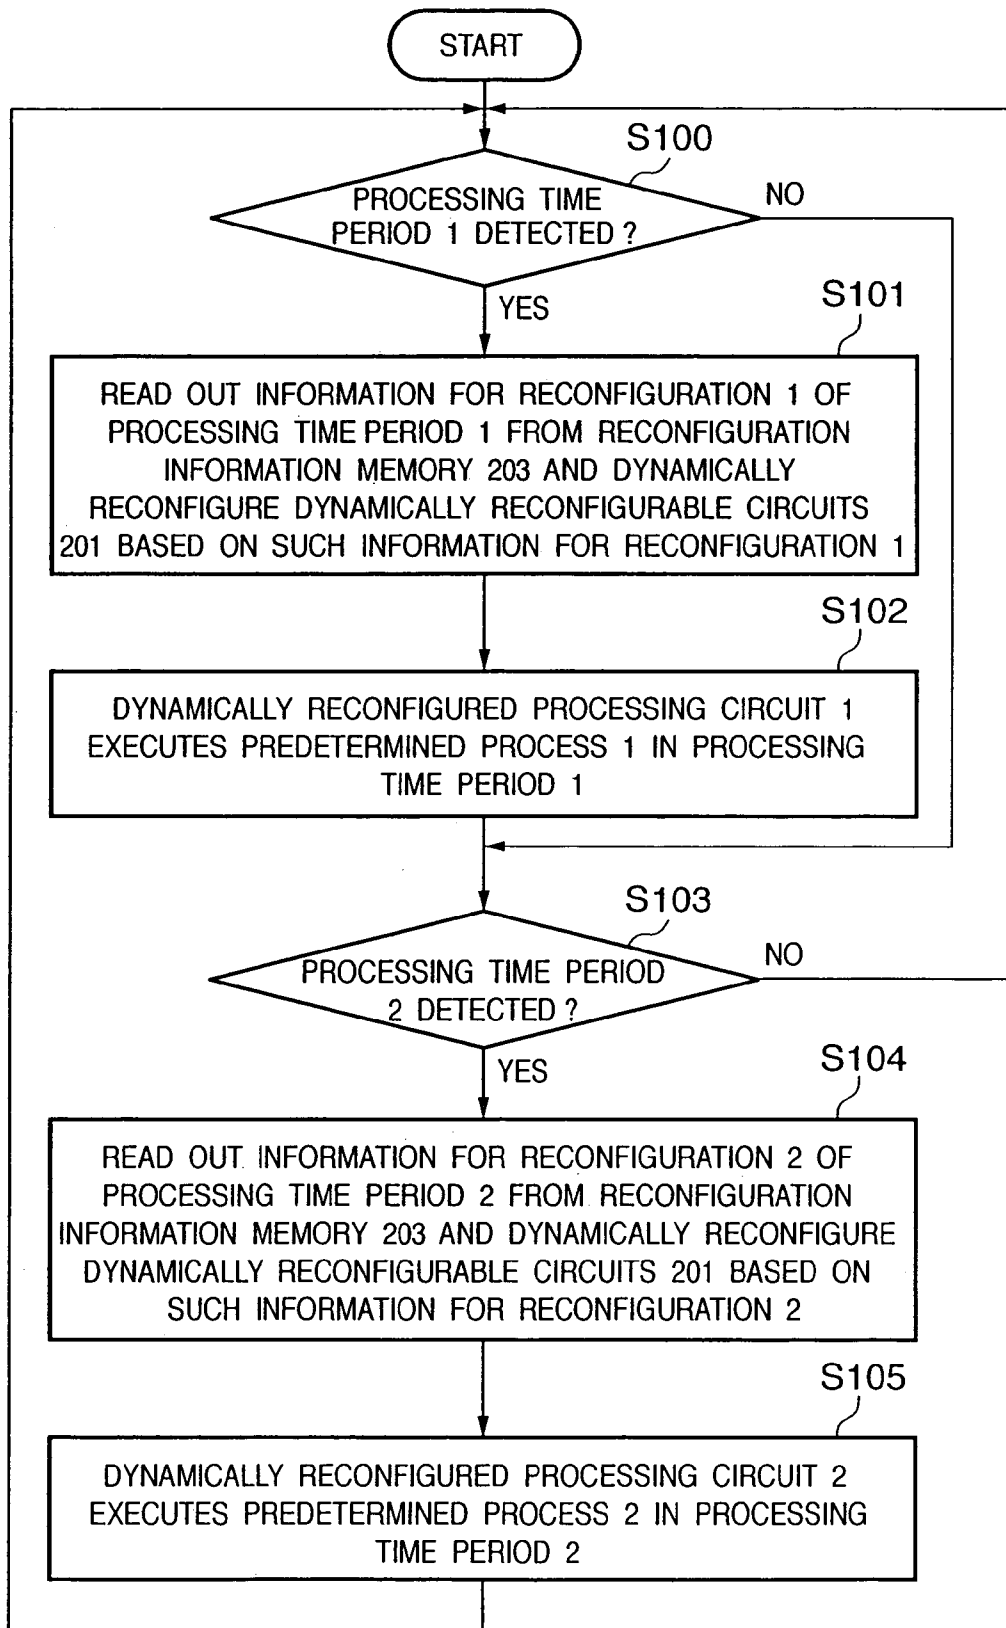 START
S100
PROCESSING TIME
PERIOD 1 DETECTED ?
NO
YES
S101
READ OUT INFORMATION FOR RECONFIGURATION 1 OF
PROCESSING TIME PERIOD 1 FROM RECONFIGURATION
INFORMATION MEMORY 203 AND DYNAMICALLY
RECONFIGURE DYNAMICALLY RECONFIGURABLE CIRCUITS
201 BASED ON SUCH INFORMATION FOR RECONFIGURATION 1
S102
DYNAMICALLY RECONFIGURED PROCESSING CIRCUIT 1
EXECUTES PREDETERMINED PROCESS 1 IN PROCESSING
TIME PERIOD 1
S103
PROCESSING TIME PERIOD
2 DETECTED ?
NO
YES
S104
READ OUT INFORMATION FOR RECONFIGURATION 2 OF
PROCESSING TIME PERIOD 2 FROM RECONFIGURATION
INFORMATION MEMORY 203 AND DYNAMICALLY RECONFIGURE
DYNAMICALLY RECONFIGURABLE CIRCUITS 201 BASED ON
SUCH INFORMATION FOR RECONFIGURATION 2
S105
DYNAMICALLY RECONFIGURED PROCESSING CIRCUIT 2
EXECUTES PREDETERMINED PROCESS 2 IN PROCESSING
TIME PERIOD 2